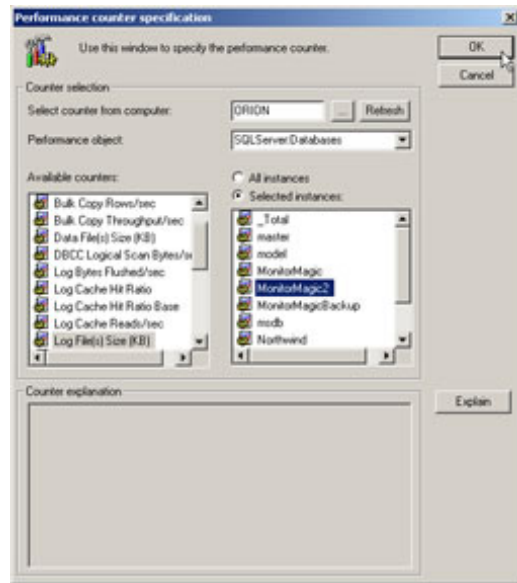 Performance counter specification
Use this window to specify the performance counter.
OK
Cancel
Counter selection
Select counter from computer:
ORION
...
Refresh
Performance object:
SQLServer:Databases
Available counters:
All instances
Selected instances:
Bulk Copy Rows/sec
Bulk Copy Throughput/sec
Data File(s) Size (KB)
DBCC Logical Scan Bytes/se
Log Bytes Flushed/sec
Log Cache Hit Ratio
Log Cache Hit Ratio Base
Log Cache Reads/sec
Log File(s) Size (KB)
_Total
master
model
MonitorMagic
MonitorMagic2
MonitorMagicBackup
msdb
Northwind
Counter explanation
Explain